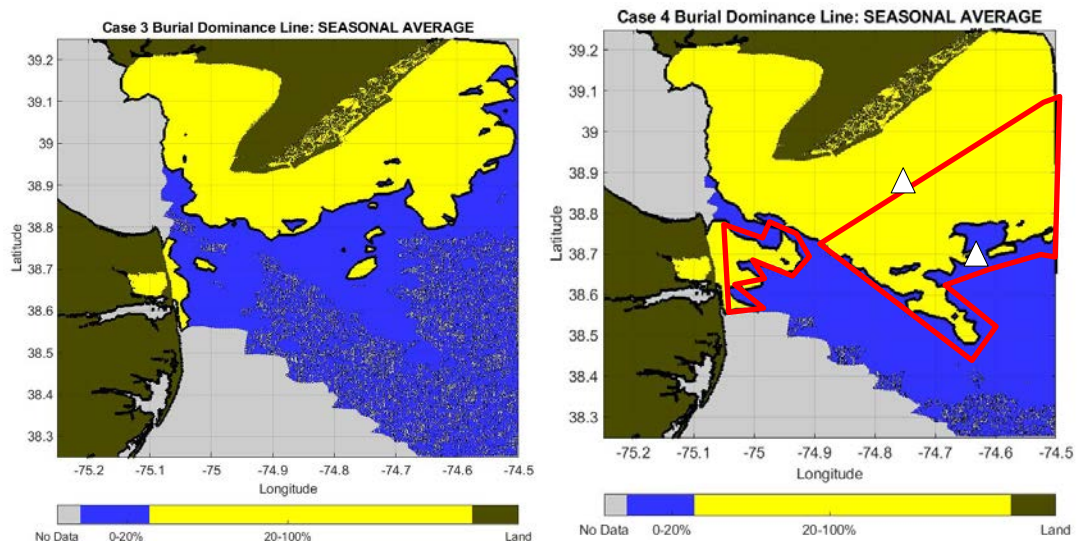 Case 3 Burial Dominance Line: SEASONAL AVERAGE
39.2
39.1
39
38.9
38.8
38.7
38.6
38.5
38.4
38.3
Latitude
-75.2 -75.1 -75 -74.9 -74.8 -74.7 -74.6 -74.5
Longitude
No Data 0-20% 20-100% Land
Case 4 Burial Dominance Line: SEASONAL AVERAGE
39.2
39.1
39
38.9
38.8
38.7
38.6
38.5
38.4
38.3
Latitude
-75.2 -75.1 -75 -74.9 -74.8 -74.7 -74.6 -74.5
Longitude
No Data 0-20% 20-100% Land